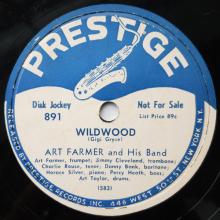 PRESTIGE
Disk Jockey
891
Not For Sale
List Price 89c
WILDWOOD
(Gigi Gryce)
ART FARMER and His Band
Art Farmer, trumpet; Jimmy Cleveland, trombone;
Charlie Rouse, tenor; Danny Bank, baritone;
Horace Silver, piano; Percy Heath, bass;
Art Taylor, drums
(583)
RELEASED BY PRESTIGE RECORDS INC. 446 WEST 50TH ST. NEW YORK N.Y.